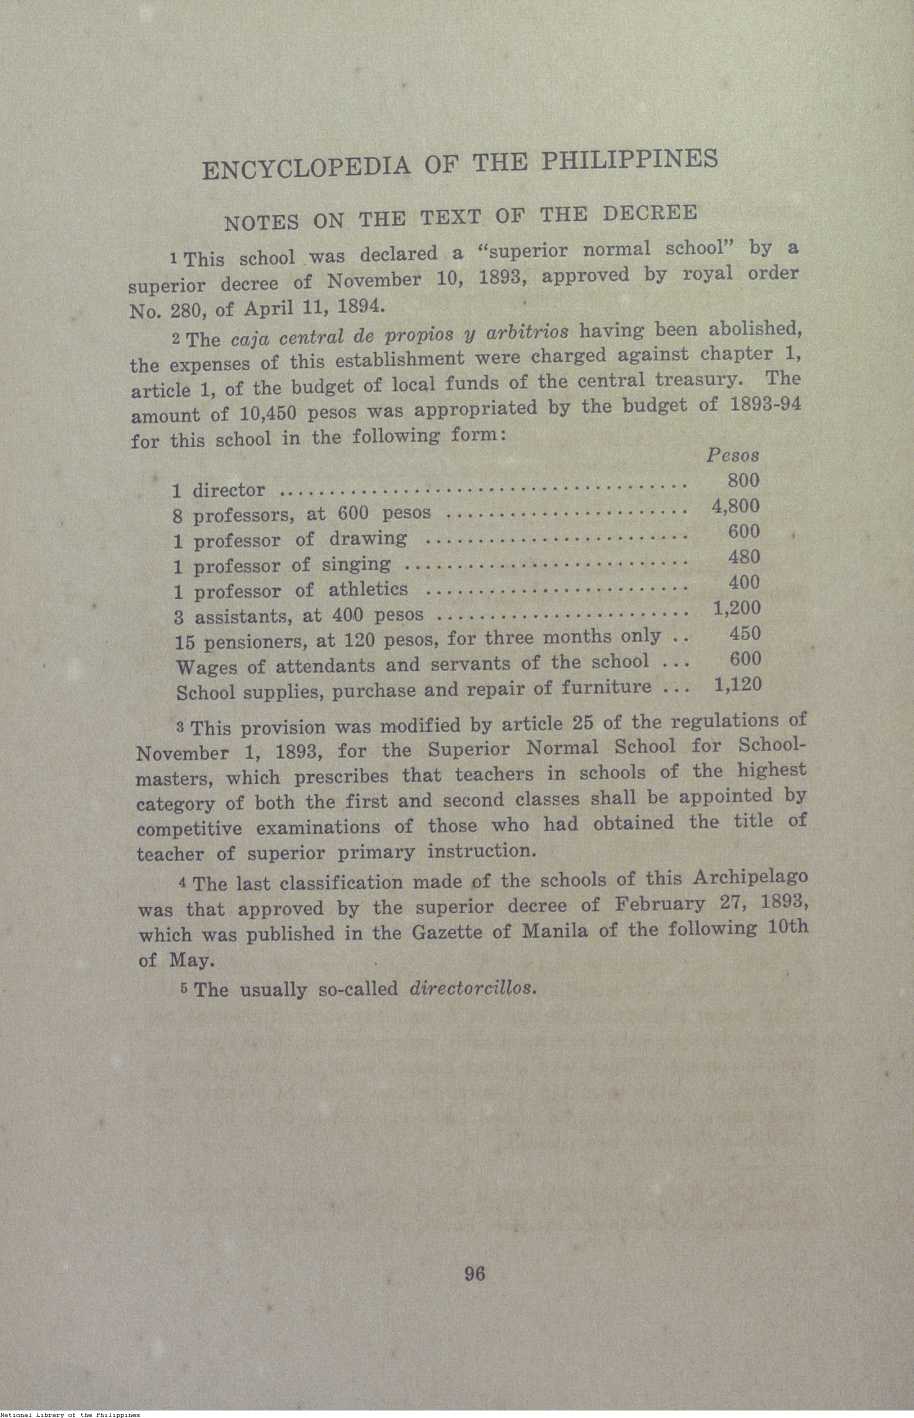 ENCYCLOPEDIA OF THE PHILIPPINES
NOTES ON THE TEXT OF THE DECREE
1 This school was declared a “superior normal school” by a
superior decree of November 10, 1893, approved by royal order
No. 280, of April 11, 1894.
2 The caja central de propios y arbitrios having been abolished,
the expenses of this establishment were charged against chapter 1,
article 1, of the budget of local funds of the central treasury. The
amount of 10,450 pesos was appropriated by the budget of 1893-94
for this school in the following form:
Pesos
1 director ....................................... 800
8 professors, at 600 pesos ....................... 4,800
1 professor of drawing ......................... 600
1 professor of singing ........................... 480
1 professor of athletics ......................... 400
3 assistants, at 400 pesos ........................ 1,200
15 pensioners, at 120 pesos, for three months only .. 450
Wages of attendants and servants of the school ... 600
School supplies, purchase and repair of furniture ... 1,120
3 This provision was modified by article 25 of the regulations of
November 1, 1893, for the Superior Normal School for School-
masters, which prescribes that teachers in schools of the highest
category of both the first and second classes shall be appointed by
competitive examinations of those who had obtained the title of
teacher of superior primary instruction.
4 The last classification made of the schools of this Archipelago
was that approved by the superior decree of February 27, 1893,
which was published in the Gazette of Manila of the following 10th
of May.
5 The usually so-called directorcillos.
96
National Library of the Philippines